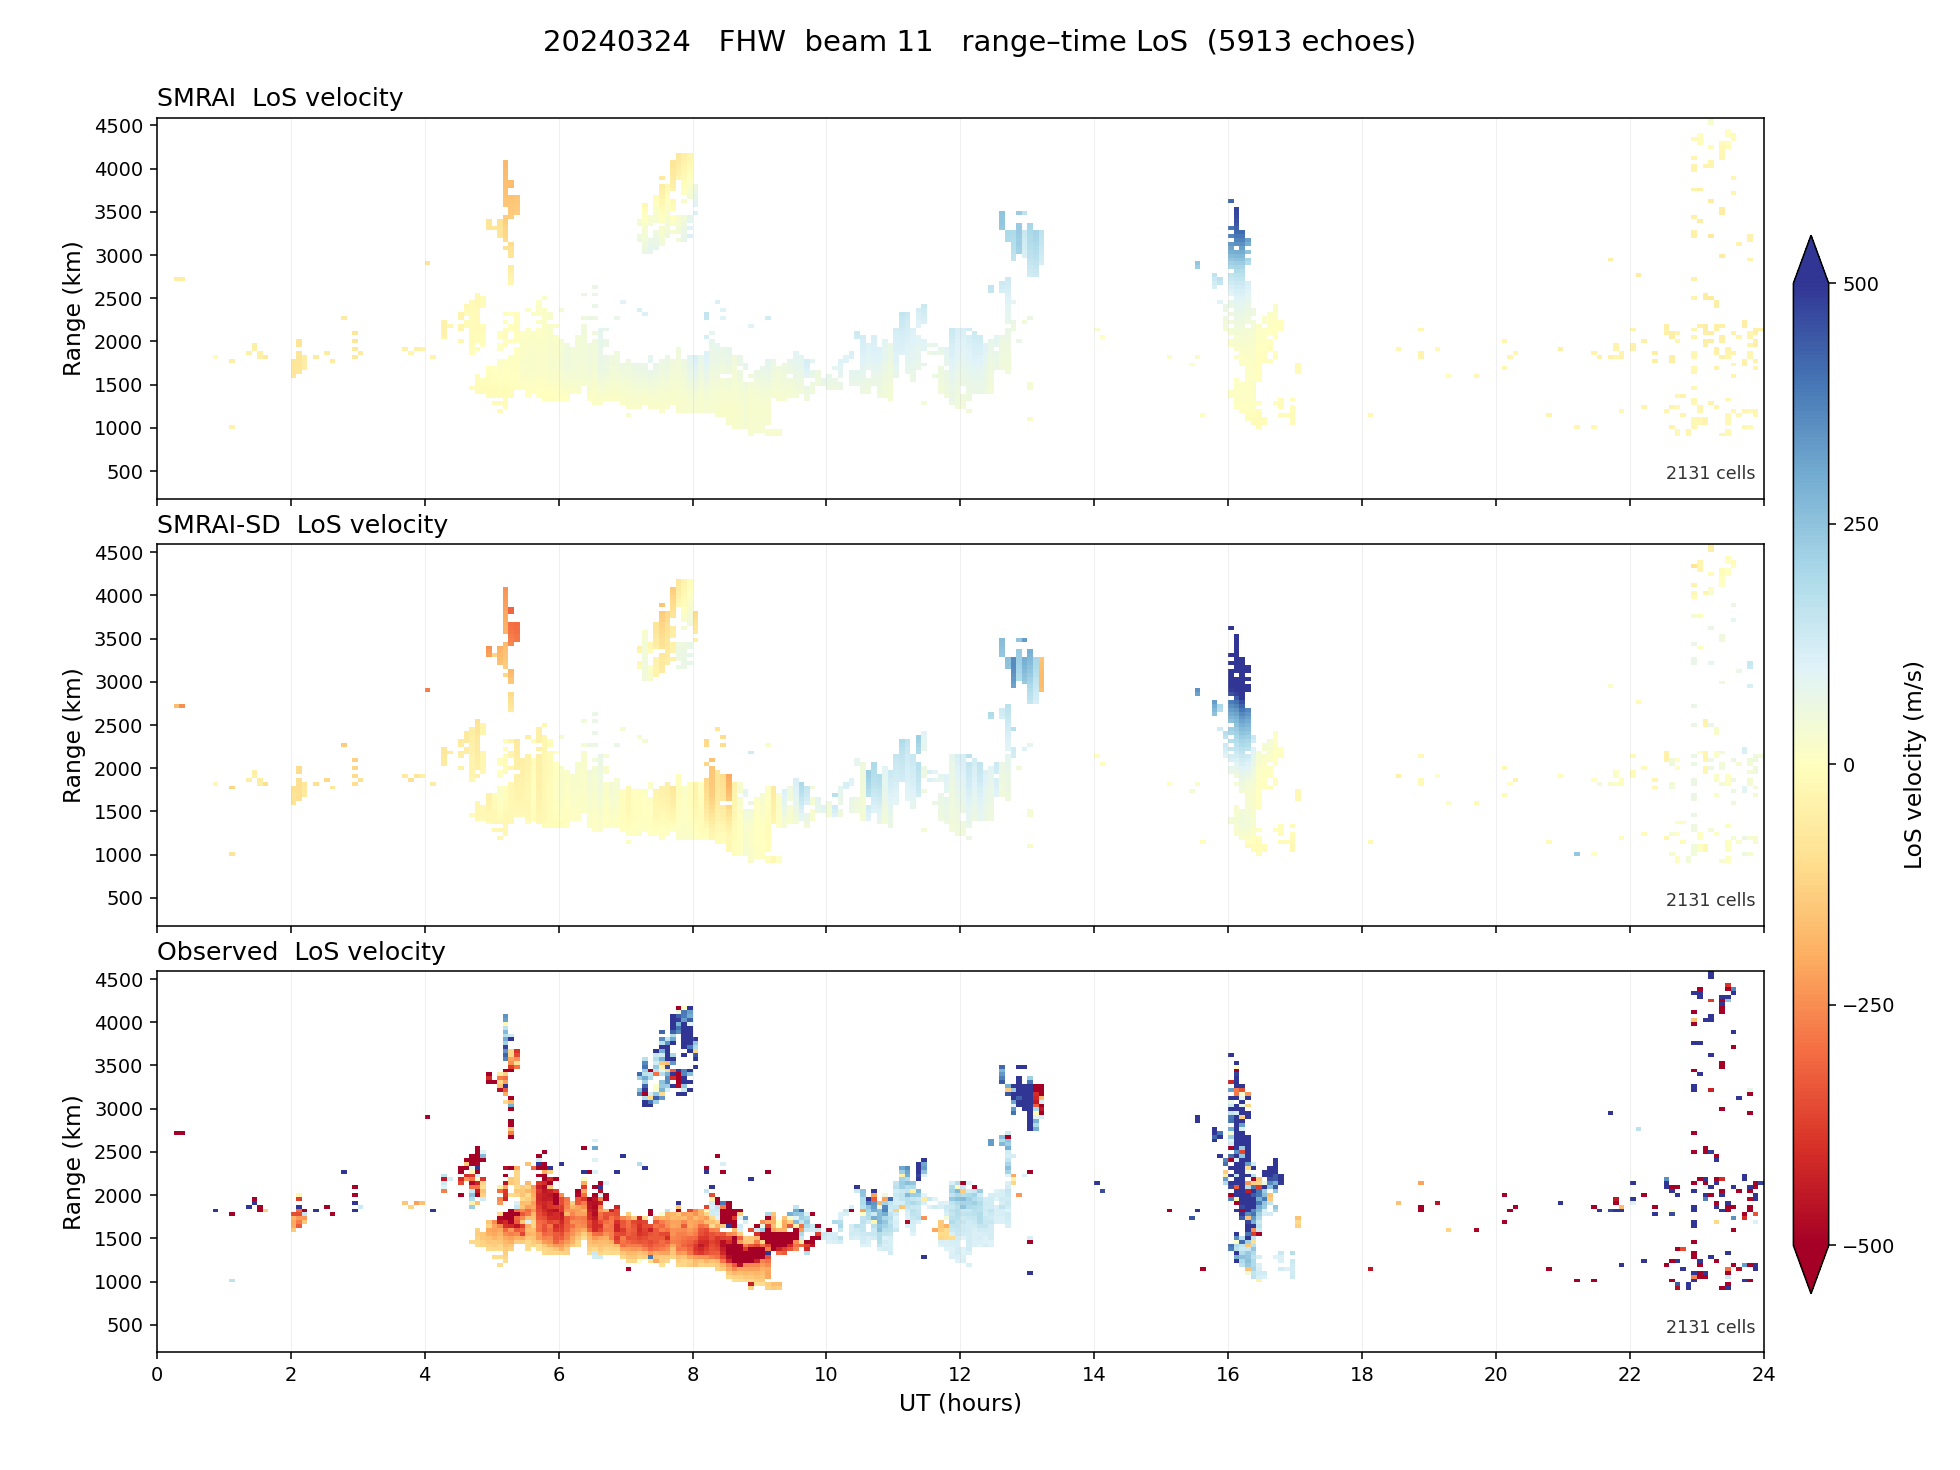 20240324   FHW  beam 11   range–time LoS  (5913 echoes)
SMRAI  LoS velocity
4500
4000
3500
3000
2500
2000
1500
1000
500
Range (km)
2131 cells
SMRAI-SD  LoS velocity
4500
4000
3500
3000
2500
2000
1500
1000
500
Range (km)
2131 cells
Observed  LoS velocity
4500
4000
3500
3000
2500
2000
1500
1000
500
Range (km)
2131 cells
0 2 4 6 8 10 12 14 16 18 20 22 24
UT (hours)
500
250
0
−250
−500
LoS velocity (m/s)